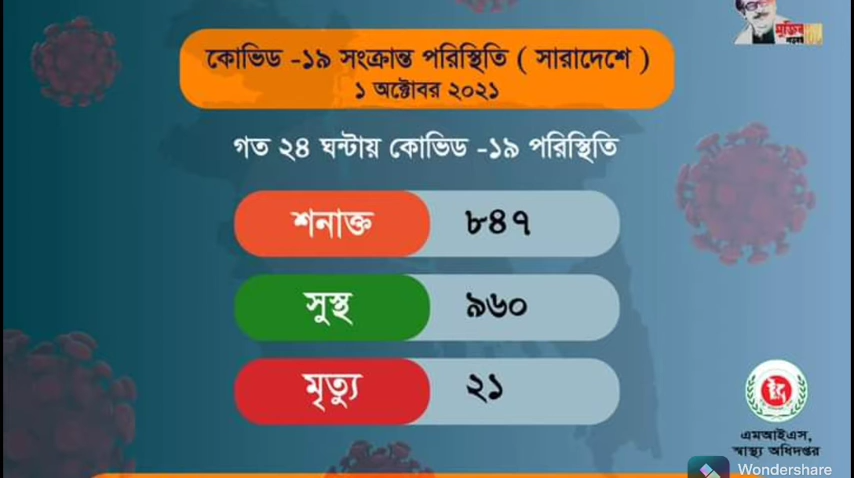 কোভিড -১৯ সংক্রান্ত পরিস্থিতি ( সারাদেশে )
১ অক্টোবর ২০২১
মুজিব
গত ২৪ ঘন্টায় কোভিড -১৯ পরিস্থিতি
শনাক্ত ৮৪৭
সুস্থ ৯৬০
মৃত্যু ২১
এমআইএস,
স্বাস্থ্য অধিদপ্তর
Wondershare